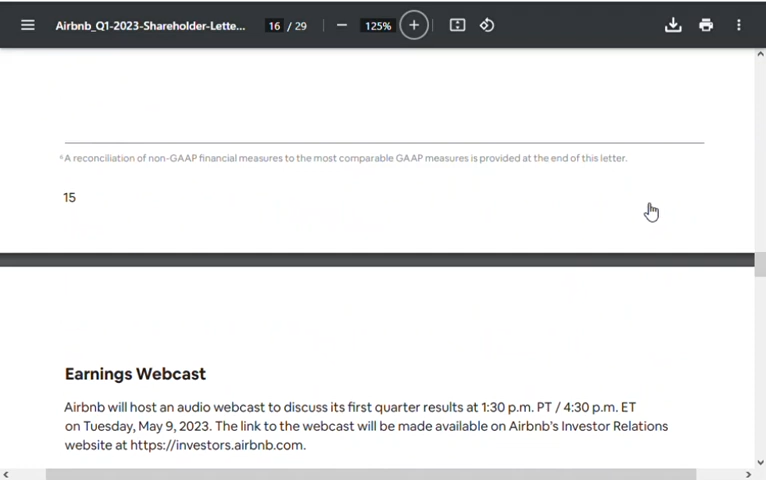 Airbnb_Q1-2023-Shareholder-Lette... 16 / 29 125%
6 A reconciliation of non-GAAP financial measures to the most comparable GAAP measures is provided at the end of this letter.
15
Earnings Webcast
Airbnb will host an audio webcast to discuss its first quarter results at 1:30 p.m. PT / 4:30 p.m. ET
on Tuesday, May 9, 2023. The link to the webcast will be made available on Airbnb’s Investor Relations
website at https://investors.airbnb.com.